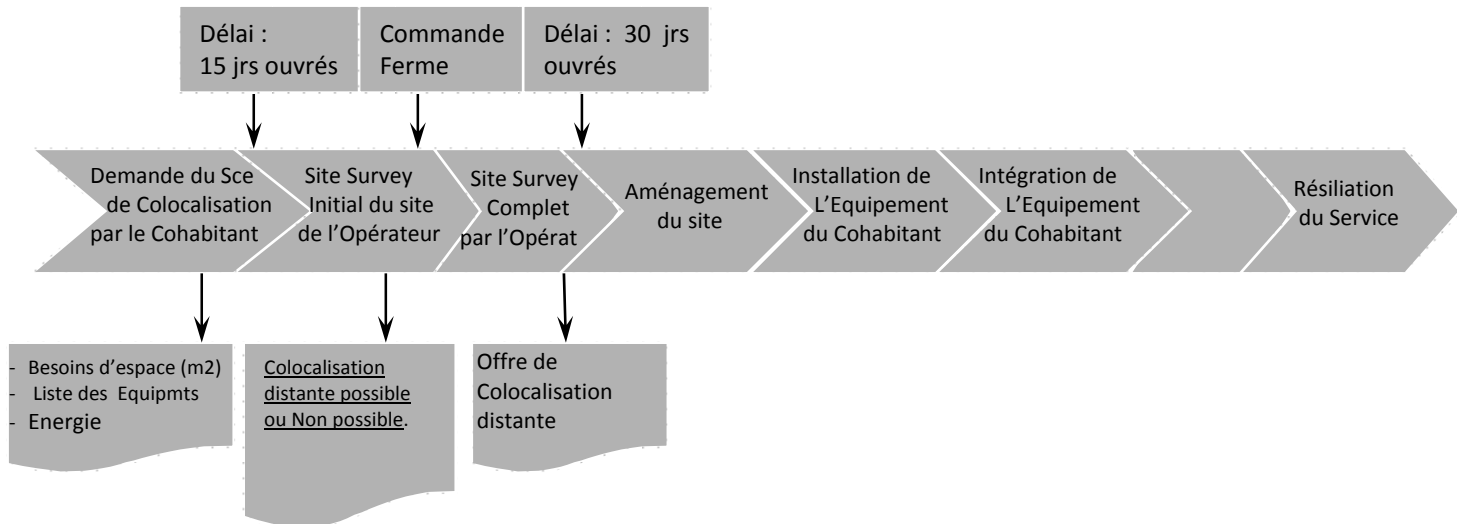 Délai :
15 jrs ouvrés
Commande
Ferme
Délai : 30 jrs
ouvrés
Demande du Sce
de Colocalisation
par le Cohabitant
Site Survey
Initial du site
de l’Opérateur
Site Survey
Complet
par l’Opérat
Aménagement
du site
Installation de
L’Equipement
du Cohabitant
Intégration de
L’Equipement
du Cohabitant
Résiliation
du Service
- Besoins d’espace (m2)
- Liste des Equipmts
- Energie
Colocalisation
distante possible
ou Non possible.
Offre de
Colocalisation
distante